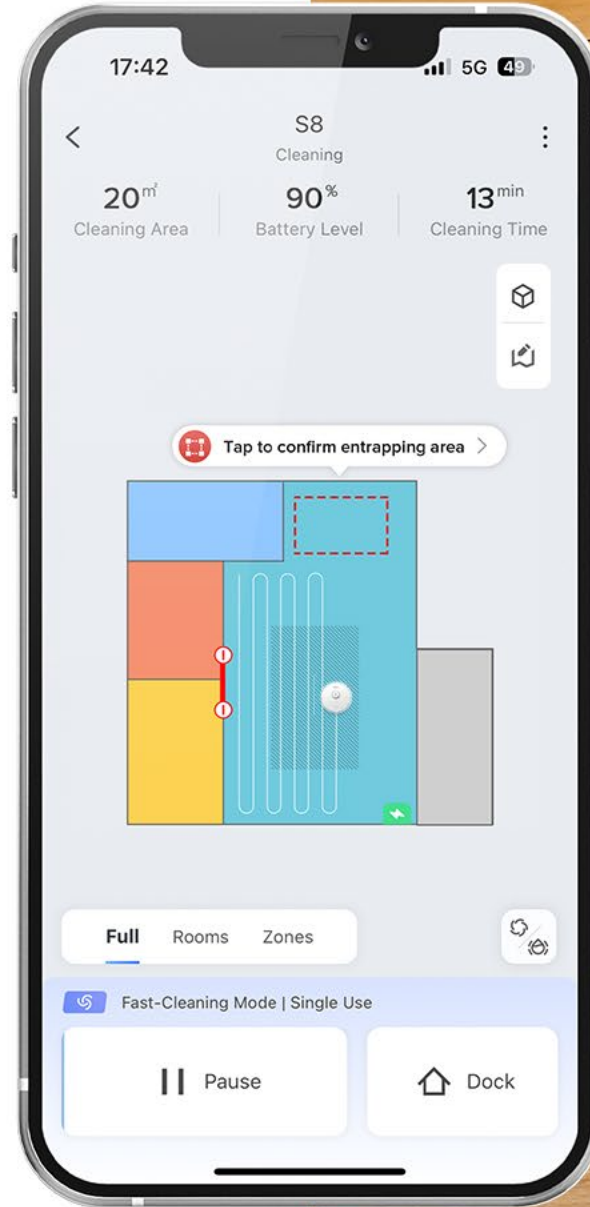 17:42
5G 49
S8
Cleaning
20㎡ 90% 13min
Cleaning Area Battery Level Cleaning Time
Tap to confirm entrapping area
Full Rooms Zones
Fast-Cleaning Mode | Single Use
Pause Dock